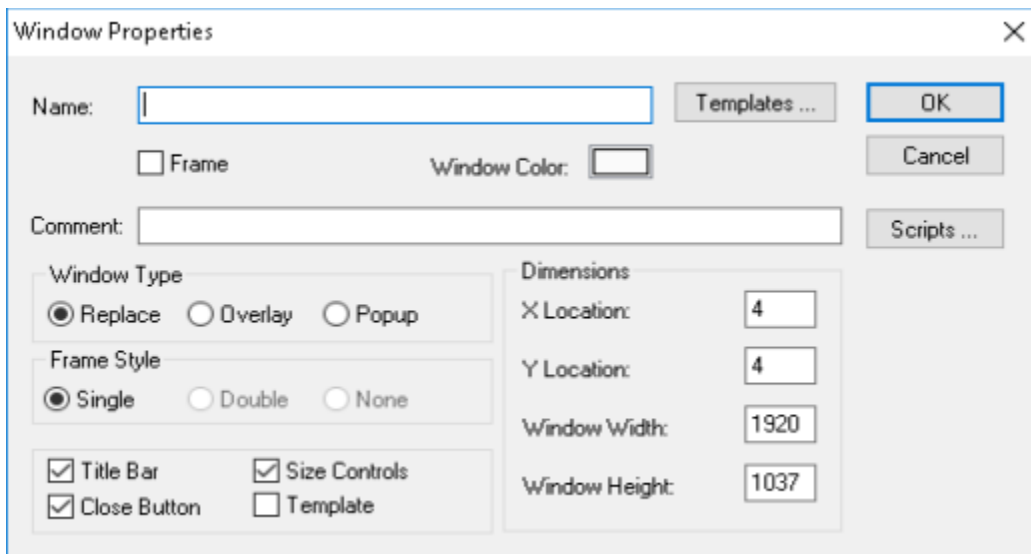 Window Properties
Name: Templates ... OK
Frame Window Color: Cancel
Comment: Scripts ...
Window Type
Replace Overlay Popup
Frame Style
Single Double None
Title Bar Size Controls
Close Button Template
Dimensions
X Location: 4
Y Location: 4
Window Width: 1920
Window Height: 1037